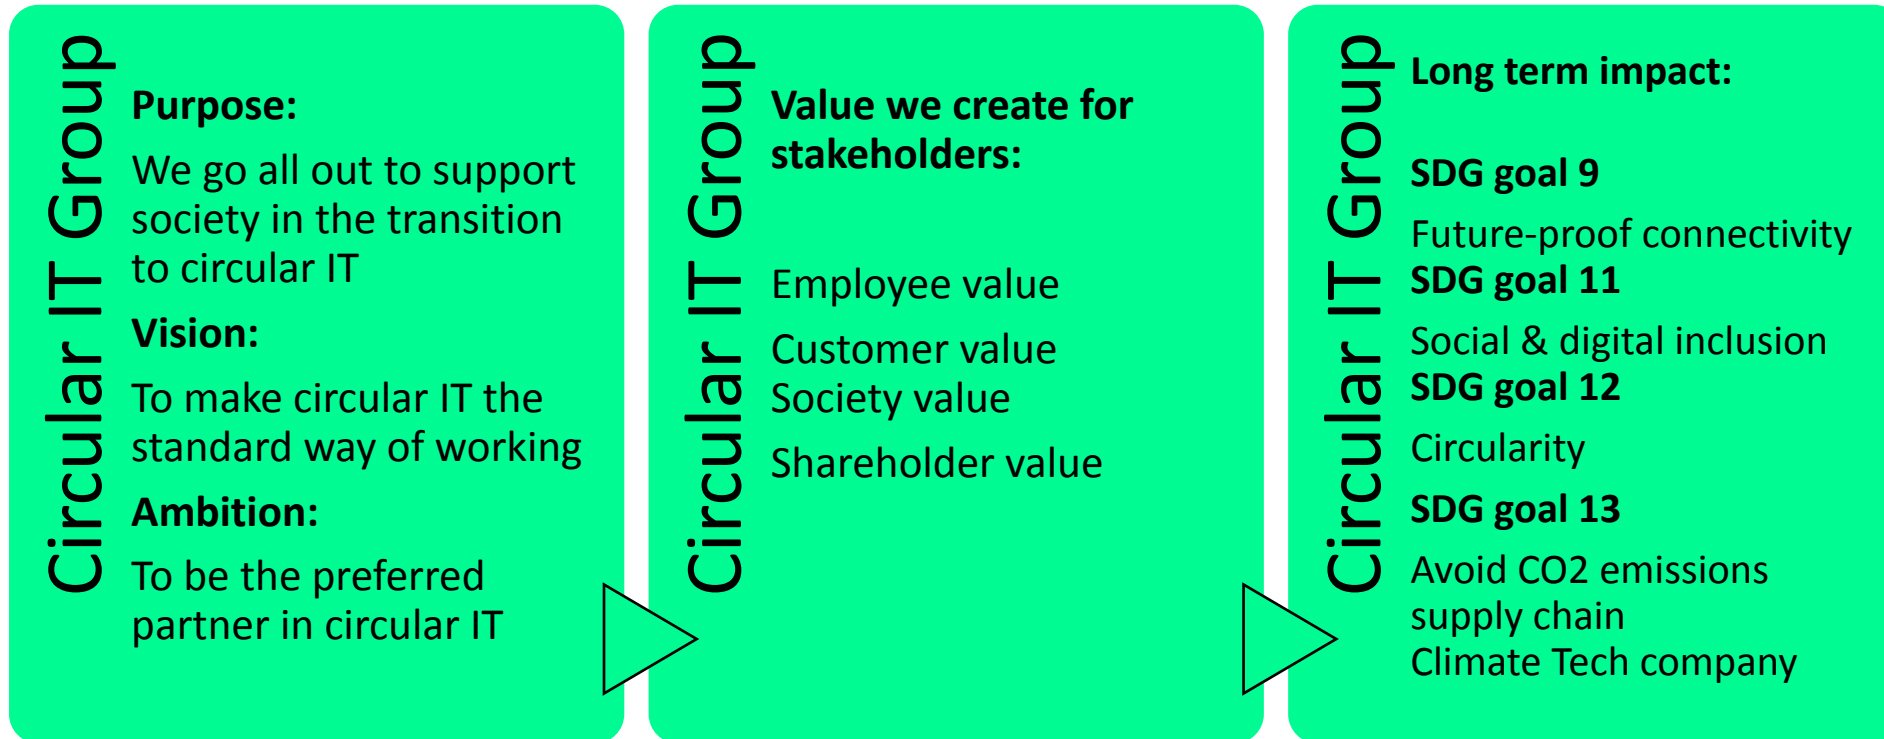 Circular IT Group
Purpose:
We go all out to support
society in the transition
to circular IT
Vision:
To make circular IT the
standard way of working
Ambition:
To be the preferred
partner in circular IT
Circular IT Group
Value we create for
stakeholders:
Employee value
Customer value
Society value
Shareholder value
Circular IT Group
Long term impact:
SDG goal 9
Future-proof connectivity
SDG goal 11
Social & digital inclusion
SDG goal 12
Circularity
SDG goal 13
Avoid CO2 emissions
supply chain
Climate Tech company